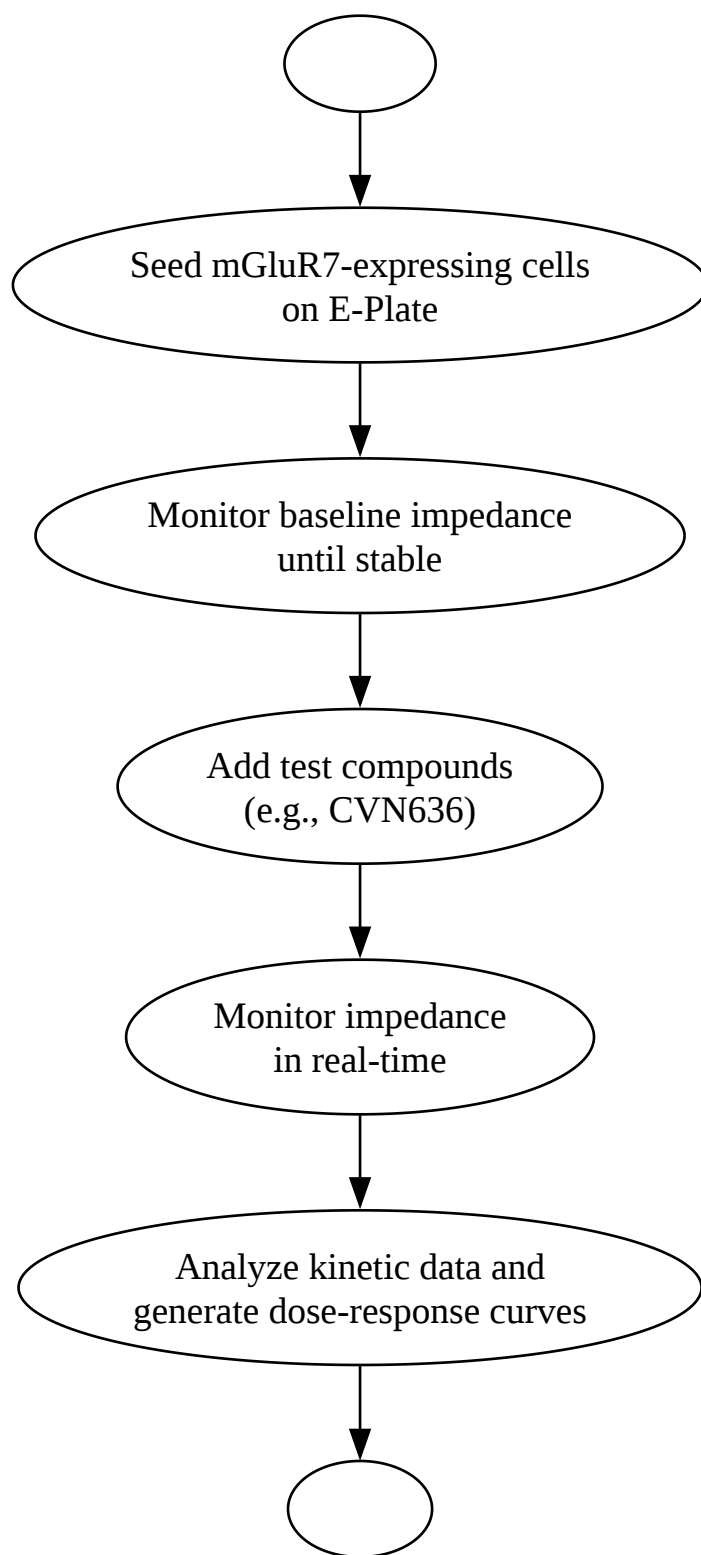 Seed mGluR7-expressing cells
on E-Plate
Monitor baseline impedance
until stable
Add test compounds
(e.g., CVN636)
Monitor impedance
in real-time
Analyze kinetic data and
generate dose-response curves